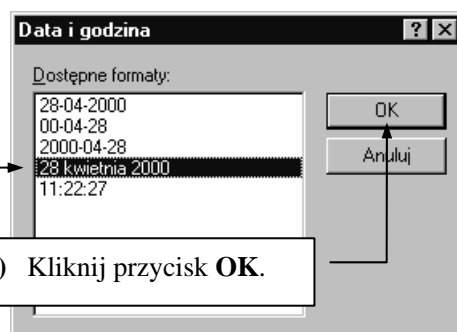 Data i godzina
Dostępne formaty:
28-04-2000
00-04-28
2000-04-28
28 kwietnia 2000
11:22:27
OK
Anuluj
) Kliknij przycisk OK.